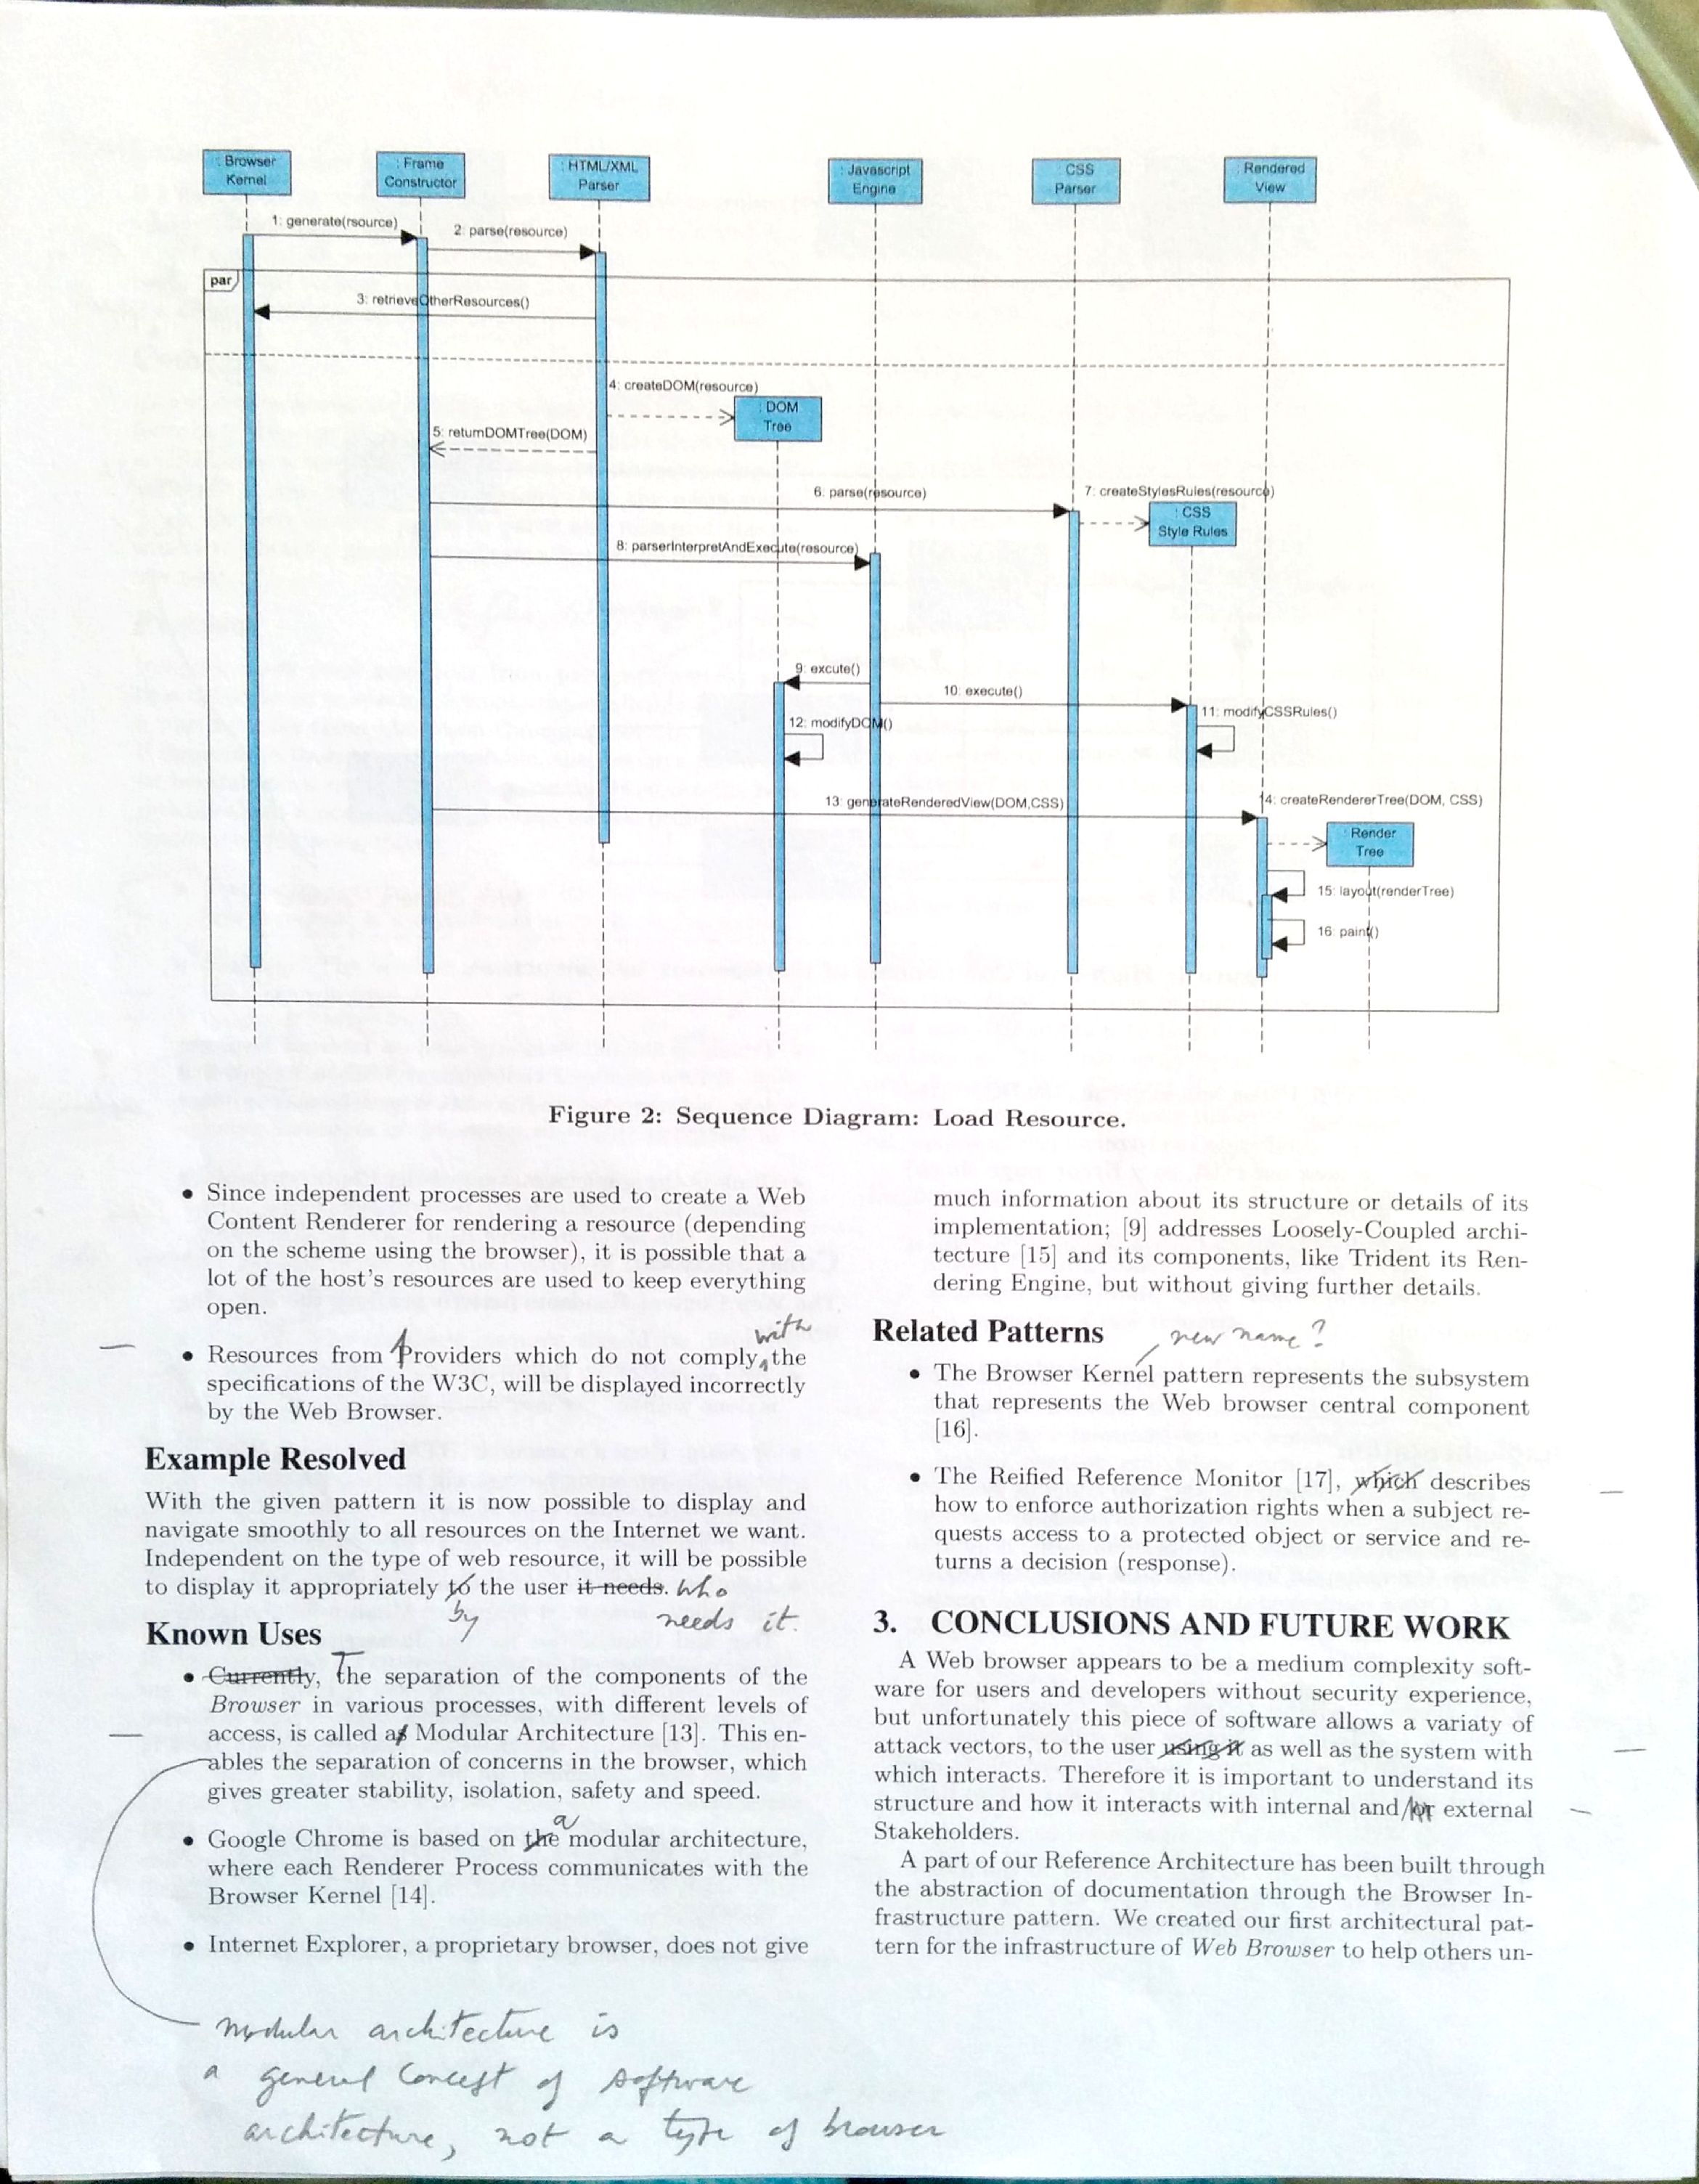 : Browser
Kernel
: Frame
Constructor
: HTML/XML
Parser
: Javascript
Engine
: CSS
Parser
: Rendered
View
1: generate(rsource)
2: parse(resource)
par
3: retrieveOtherResources()
4: createDOM(resource)
: DOM
Tree
5: returnDOMTree(DOM)
6: parse(resource)
7: createStylesRules(resource)
: CSS
Style Rules
8: parserInterpretAndExecute(resource)
9: excute()
10: execute()
11: modifyCSSRules()
12: modifyDOM()
13: generateRenderedView(DOM,CSS)
14: createRendererTree(DOM, CSS)
: Render
Tree
15: layout(renderTree)
16: paint()
Figure 2: Sequence Diagram: Load Resource.
• Since independent processes are used to create a Web
Content Renderer for rendering a resource (depending
on the scheme using the browser), it is possible that a
lot of the host's resources are used to keep everything
open.
with
• Resources from Providers which do not comply the
specifications of the W3C, will be displayed incorrectly
by the Web Browser.
Example Resolved
With the given pattern it is now possible to display and
navigate smoothly to all resources on the Internet we want.
Independent on the type of web resource, it will be possible
to display it appropriately to the user it needs. who
by needs it.
Known Uses
• Currently, The separation of the components of the
Browser in various processes, with different levels of
access, is called as Modular Architecture [13]. This en-
ables the separation of concerns in the browser, which
gives greater stability, isolation, safety and speed.
a
• Google Chrome is based on the modular architecture,
where each Renderer Process communicates with the
Browser Kernel [14].
• Internet Explorer, a proprietary browser, does not give
modular architecture is
a general concept of software
architecture, not a type of browser
much information about its structure or details of its
implementation; [9] addresses Loosely-Coupled archi-
tecture [15] and its components, like Trident its Ren-
dering Engine, but without giving further details.
Related Patterns
new name?
• The Browser Kernel pattern represents the subsystem
that represents the Web browser central component
[16].
• The Reified Reference Monitor [17], which describes
how to enforce authorization rights when a subject re-
quests access to a protected object or service and re-
turns a decision (response).
3. CONCLUSIONS AND FUTURE WORK
A Web browser appears to be a medium complexity soft-
ware for users and developers without security experience,
but unfortunately this piece of software allows a variaty of
attack vectors, to the user using it as well as the system with
which interacts. Therefore it is important to understand its
structure and how it interacts with internal and/or external
Stakeholders.
A part of our Reference Architecture has been built through
the abstraction of documentation through the Browser In-
frastructure pattern. We created our first architectural pat-
tern for the infrastructure of Web Browser to help others un-